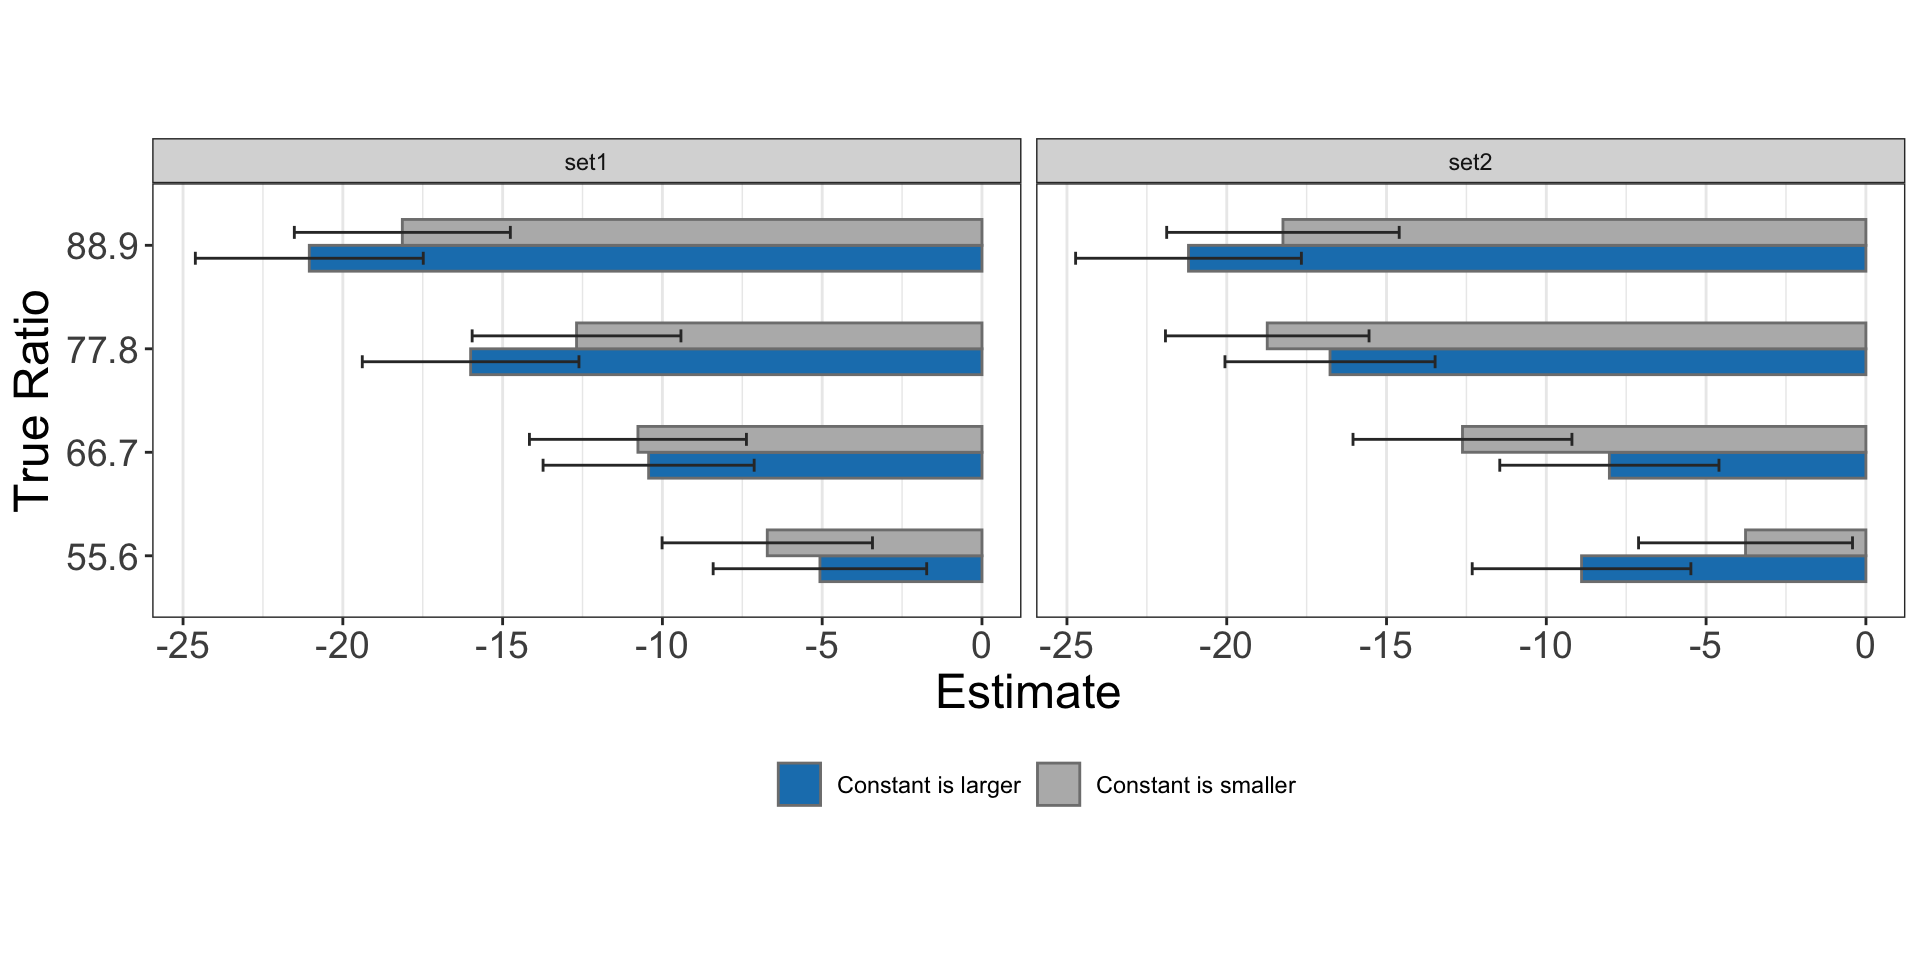 set1
set2
True Ratio
88.9
77.8
66.7
55.6
-25 -20 -15 -10 -5 0
-25 -20 -15 -10 -5 0
Estimate
Constant is larger
Constant is smaller